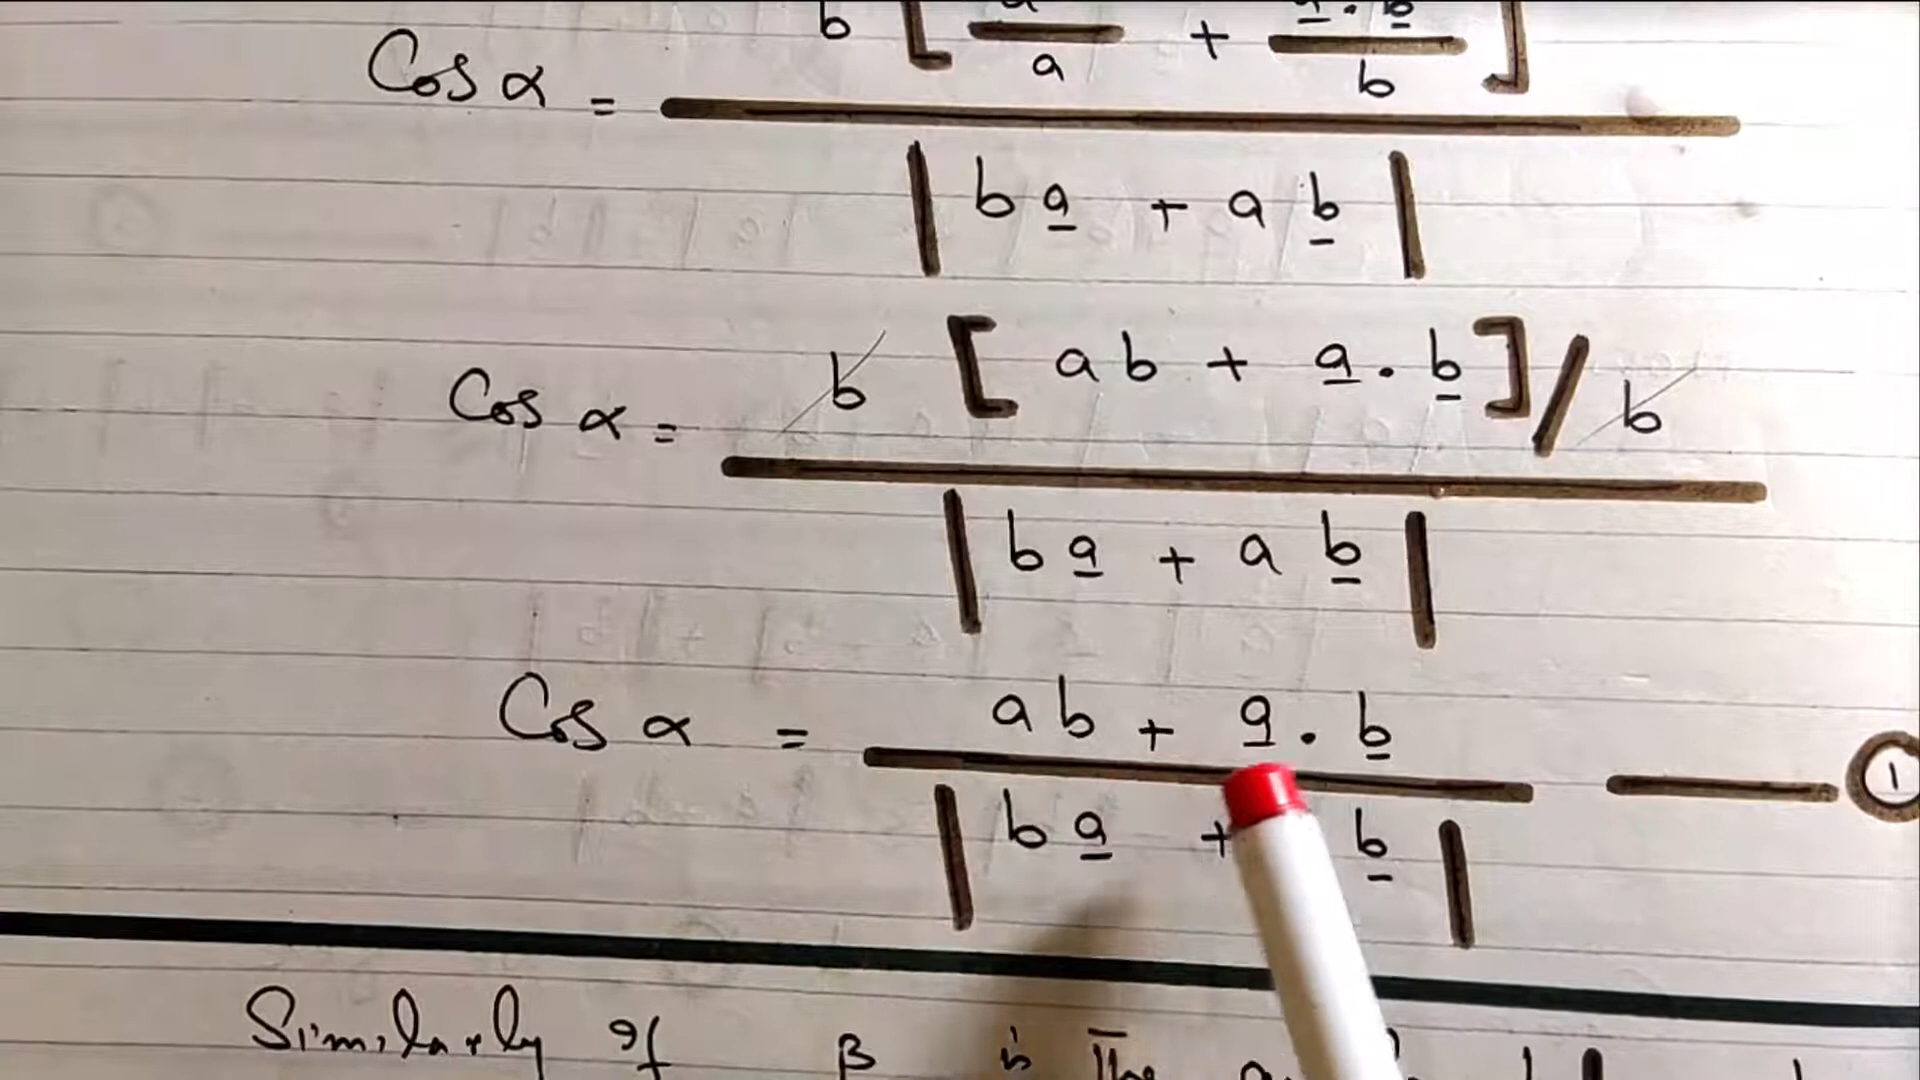 b [ a / a + a̲ . b̲ / b ]
Cos α = 
| b a̲ + a b̲ |
Cos α = b [ ab + a̲ . b̲ ] / b
| b a̲ + a b̲ |
Cos α = ab + a̲ . b̲ —— ①
| b a̲ + b̲ |
Similarly if β is The